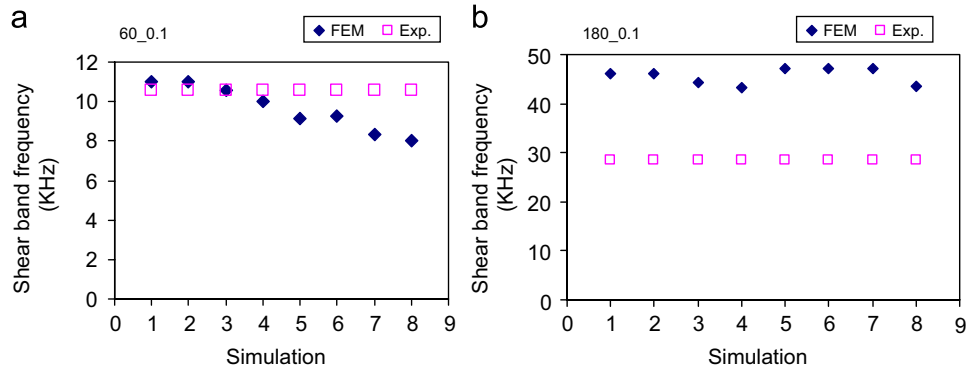 a
60_0.1
FEM Exp.
Shear band frequency
(KHz)
12
10
8
6
4
2
0
0 1 2 3 4 5 6 7 8 9
Simulation
b
180_0.1
FEM Exp.
Shear band frequency
(KHz)
50
40
30
20
10
0
0 1 2 3 4 5 6 7 8 9
Simulation